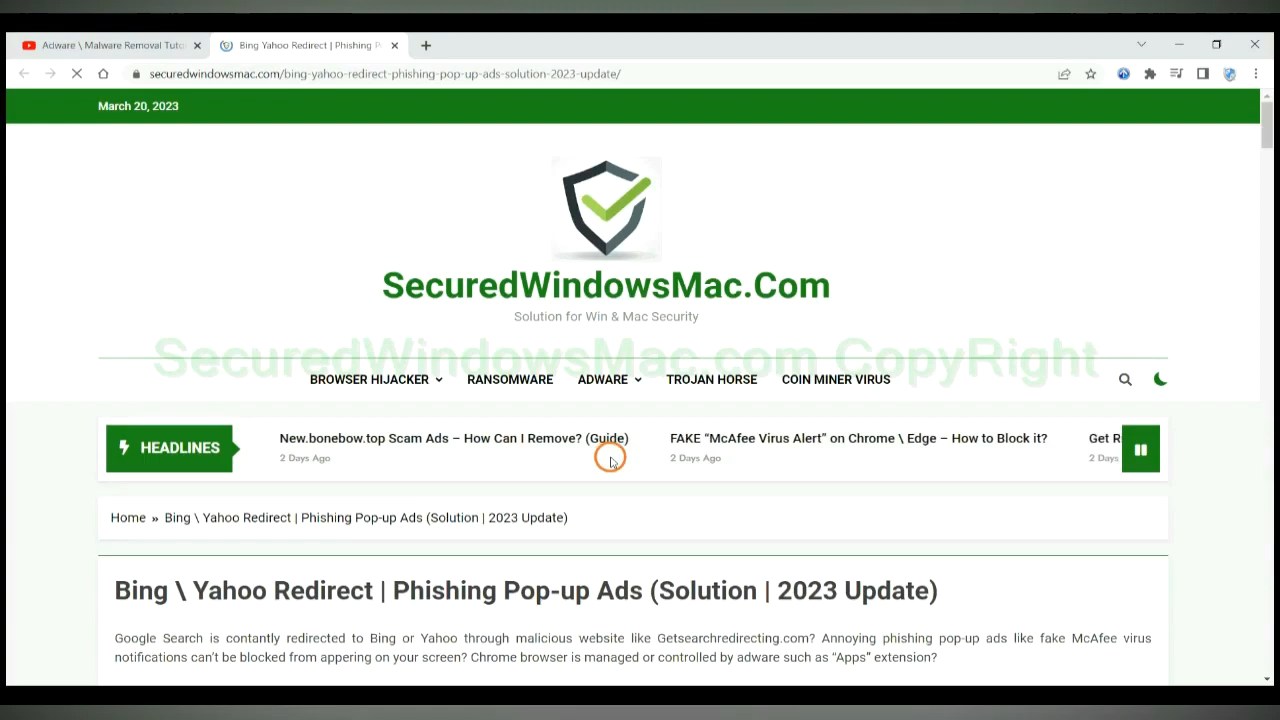 Adware \ Malware Removal Tuto
Bing Yahoo Redirect | Phishing P
securedwindowsmac.com/bing-yahoo-redirect-phishing-pop-up-ads-solution-2023-update/
March 20, 2023
SecuredWindowsMac.Com
Solution for Win & Mac Security
SecuredWindowsMac.com CopyRight
BROWSER HIJACKER
RANSOMWARE
ADWARE
TROJAN HORSE
COIN MINER VIRUS
HEADLINES
New.bonebow.top Scam Ads – How Can I Remove? (Guide)
2 Days Ago
FAKE “McAfee Virus Alert” on Chrome \ Edge – How to Block it?
2 Days Ago
Get R
2 Days
Home » Bing \ Yahoo Redirect | Phishing Pop-up Ads (Solution | 2023 Update)
Bing \ Yahoo Redirect | Phishing Pop-up Ads (Solution | 2023 Update)
Google Search is contantly redirected to Bing or Yahoo through malicious website like Getsearchredirecting.com? Annoying phishing pop-up ads like fake McAfee virus
notifications can’t be blocked from appering on your screen? Chrome browser is managed or controlled by adware such as “Apps” extension?